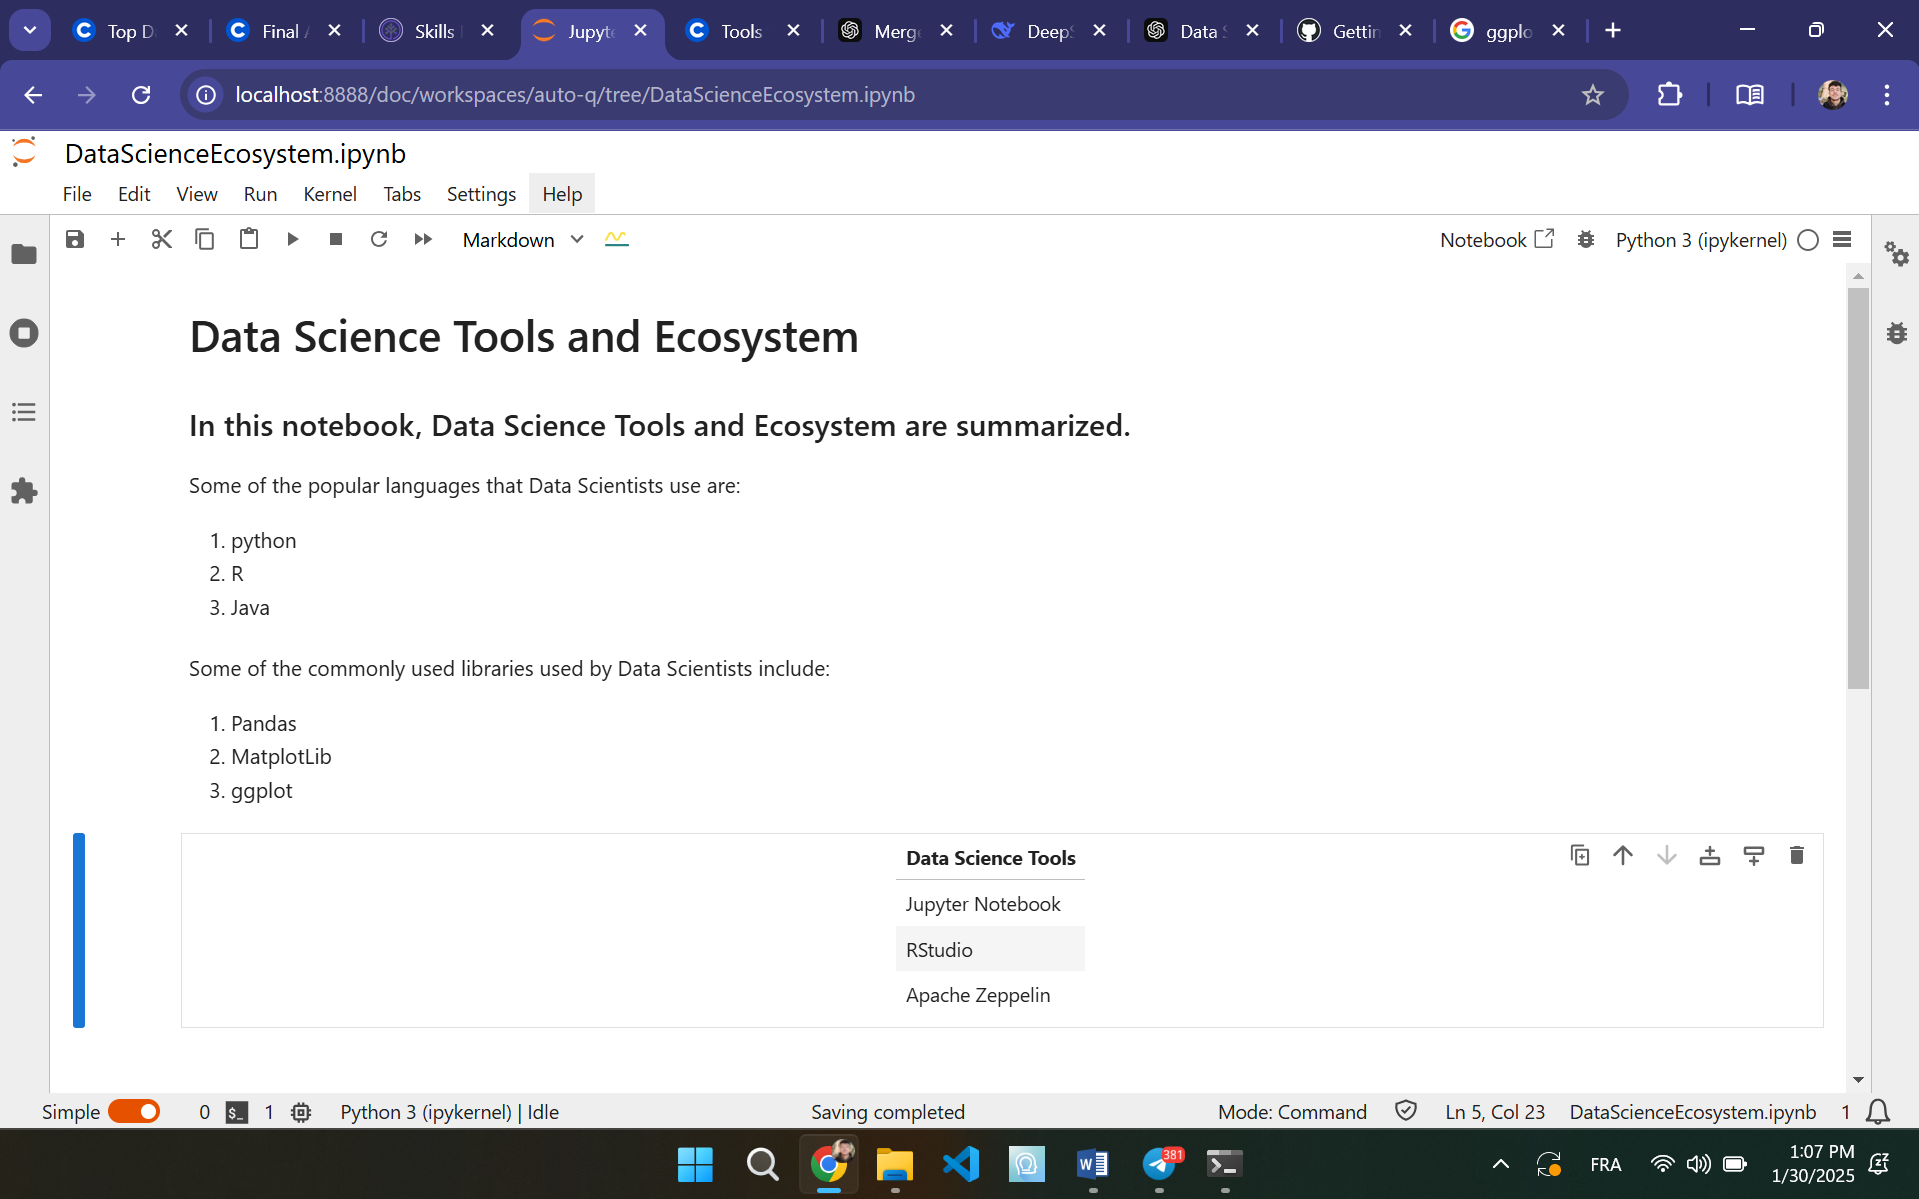 Top D
Final A
Skills
Jupyte
Tools
Merge
DeepS
Data S
Gettin
ggplo
localhost:8888/doc/workspaces/auto-q/tree/DataScienceEcosystem.ipynb
DataScienceEcosystem.ipynb
File Edit View Run Kernel Tabs Settings Help
Markdown Notebook Python 3 (ipykernel)
Data Science Tools and Ecosystem
In this notebook, Data Science Tools and Ecosystem are summarized.
Some of the popular languages that Data Scientists use are:
1. python
2. R
3. Java
Some of the commonly used libraries used by Data Scientists include:
1. Pandas
2. MatplotLib
3. ggplot
Data Science Tools
Jupyter Notebook
RStudio
Apache Zeppelin
Simple 0 $_ 1 Python 3 (ipykernel) | Idle Saving completed Mode: Command Ln 5, Col 23 DataScienceEcosystem.ipynb 1
381
FRA
1:07 PM
1/30/2025